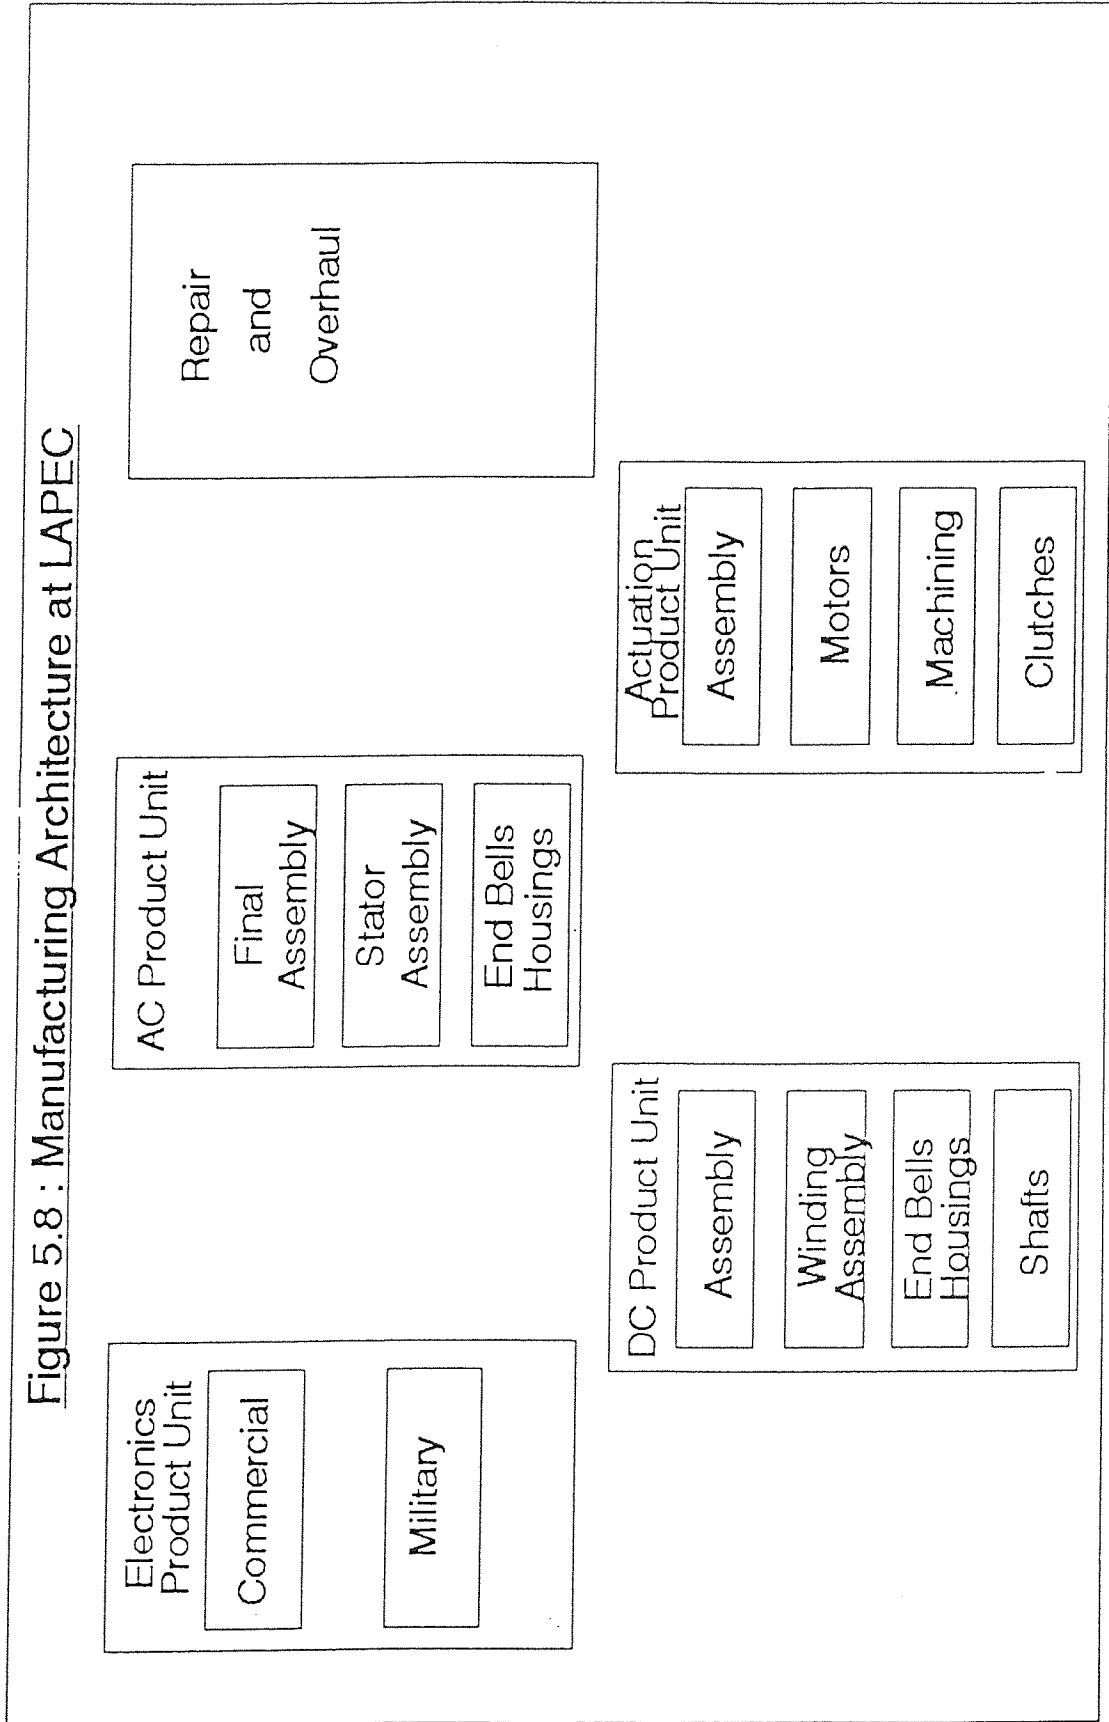 Figure 5.8 : Manufacturing Architecture at LAPEC
Electronics
Product Unit
Commercial
Military
AC Product Unit
Final
Assembly
Stator
Assembly
End Bells
Housings
Repair
and
Overhaul
DC Product Unit
Assembly
Winding
Assembly
End Bells
Housings
Shafts
Actuation
Product Unit
Assembly
Motors
Machining
Clutches